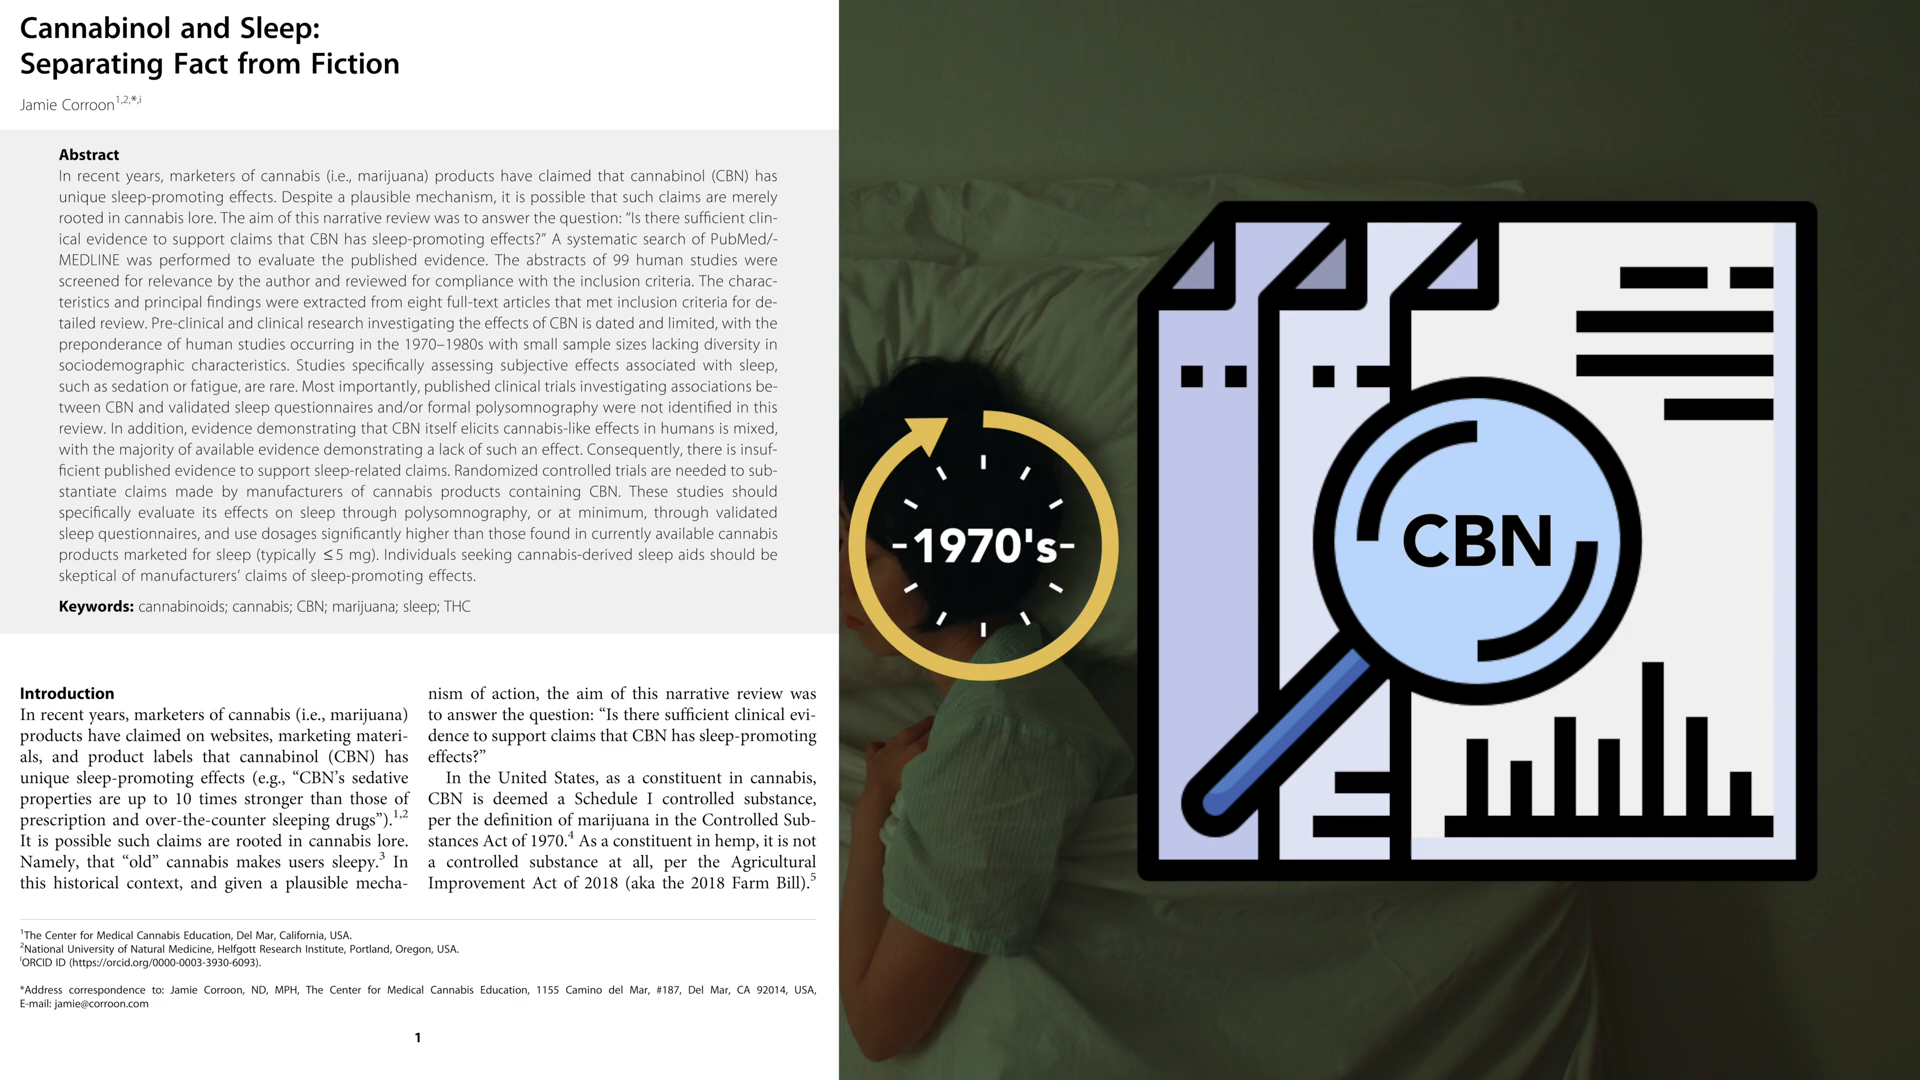 Cannabinol and Sleep:
Separating Fact from Fiction
Jamie Corroon1,2,*,i
Abstract
In recent years, marketers of cannabis (i.e., marijuana) products have claimed that cannabinol (CBN) has
unique sleep-promoting effects. Despite a plausible mechanism, it is possible that such claims are merely
rooted in cannabis lore. The aim of this narrative review was to answer the question: “Is there sufficient clin-
ical evidence to support claims that CBN has sleep-promoting effects?” A systematic search of PubMed/-
MEDLINE was performed to evaluate the published evidence. The abstracts of 99 human studies were
screened for relevance by the author and reviewed for compliance with the inclusion criteria. The charac-
teristics and principal findings were extracted from eight full-text articles that met inclusion criteria for de-
tailed review. Pre-clinical and clinical research investigating the effects of CBN is dated and limited, with the
preponderance of human studies occurring in the 1970–1980s with small sample sizes lacking diversity in
sociodemographic characteristics. Studies specifically assessing subjective effects associated with sleep,
such as sedation or fatigue, are rare. Most importantly, published clinical trials investigating associations be-
tween CBN and validated sleep questionnaires and/or formal polysomnography were not identified in this
review. In addition, evidence demonstrating that CBN itself elicits cannabis-like effects in humans is mixed,
with the majority of available evidence demonstrating a lack of such an effect. Consequently, there is insuf-
ficient published evidence to support sleep-related claims. Randomized controlled trials are needed to sub-
stantiate claims made by manufacturers of cannabis products containing CBN. These studies should
specifically evaluate its effects on sleep through polysomnography, or at minimum, through validated
sleep questionnaires, and use dosages significantly higher than those found in currently available cannabis
products marketed for sleep (typically ≤5 mg). Individuals seeking cannabis-derived sleep aids should be
skeptical of manufacturers’ claims of sleep-promoting effects.
Keywords: cannabinoids; cannabis; CBN; marijuana; sleep; THC
Introduction
In recent years, marketers of cannabis (i.e., marijuana)
products have claimed on websites, marketing materi-
als, and product labels that cannabinol (CBN) has
unique sleep-promoting effects (e.g., “CBN’s sedative
properties are up to 10 times stronger than those of
prescription and over-the-counter sleeping drugs”).1,2
It is possible such claims are rooted in cannabis lore.
Namely, that “old” cannabis makes users sleepy.3 In
this historical context, and given a plausible mecha-
nism of action, the aim of this narrative review was
to answer the question: “Is there sufficient clinical evi-
dence to support claims that CBN has sleep-promoting
effects?”
In the United States, as a constituent in cannabis,
CBN is deemed a Schedule I controlled substance,
per the definition of marijuana in the Controlled Sub-
stances Act of 1970.4 As a constituent in hemp, it is not
a controlled substance at all, per the Agricultural
Improvement Act of 2018 (aka the 2018 Farm Bill).5
1The Center for Medical Cannabis Education, Del Mar, California, USA.
2National University of Natural Medicine, Helfgott Research Institute, Portland, Oregon, USA.
iORCID ID (https://orcid.org/0000-0003-3930-6093).
*Address correspondence to: Jamie Corroon, ND, MPH, The Center for Medical Cannabis Education, 1155 Camino del Mar, #187, Del Mar, CA 92014, USA,
E-mail: jamie@corroon.com
1
-1970's-
CBN